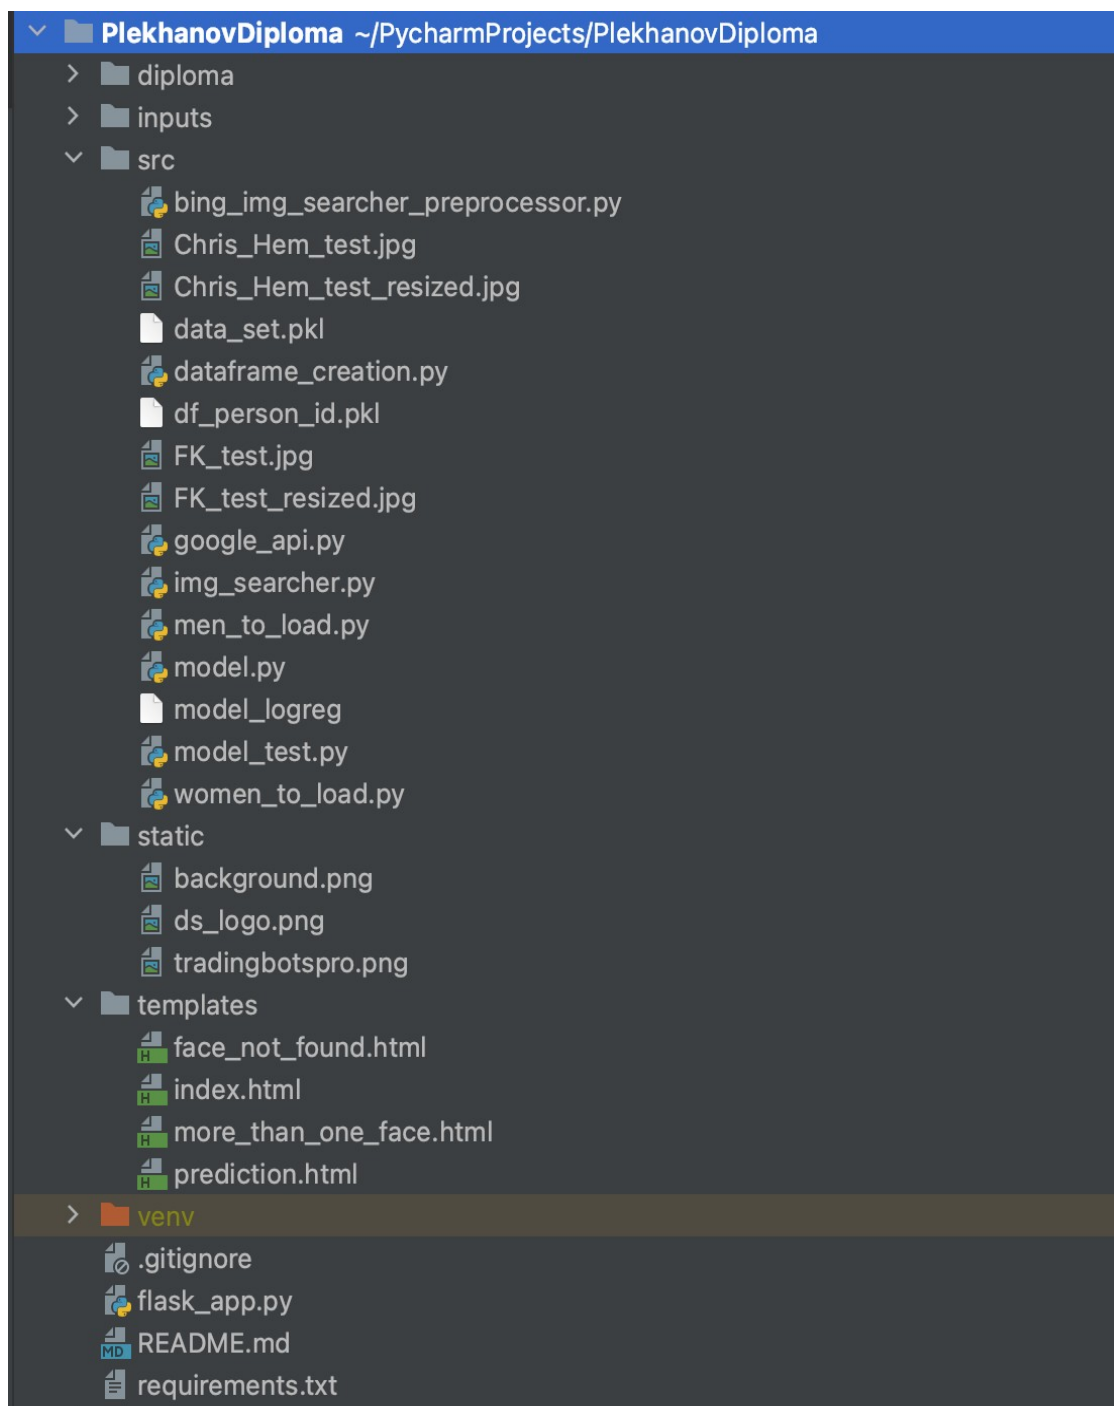 PlekhanovDiploma ~/PycharmProjects/PlekhanovDiploma
diploma
inputs
src
bing_img_searcher_preprocessor.py
Chris_Hem_test.jpg
Chris_Hem_test_resized.jpg
data_set.pkl
dataframe_creation.py
df_person_id.pkl
FK_test.jpg
FK_test_resized.jpg
google_api.py
img_searcher.py
men_to_load.py
model.py
model_logreg
model_test.py
women_to_load.py
static
background.png
ds_logo.png
tradingbotspro.png
templates
H face_not_found.html
H index.html
H more_than_one_face.html
H prediction.html
venv
.gitignore
flask_app.py
MD README.md
requirements.txt